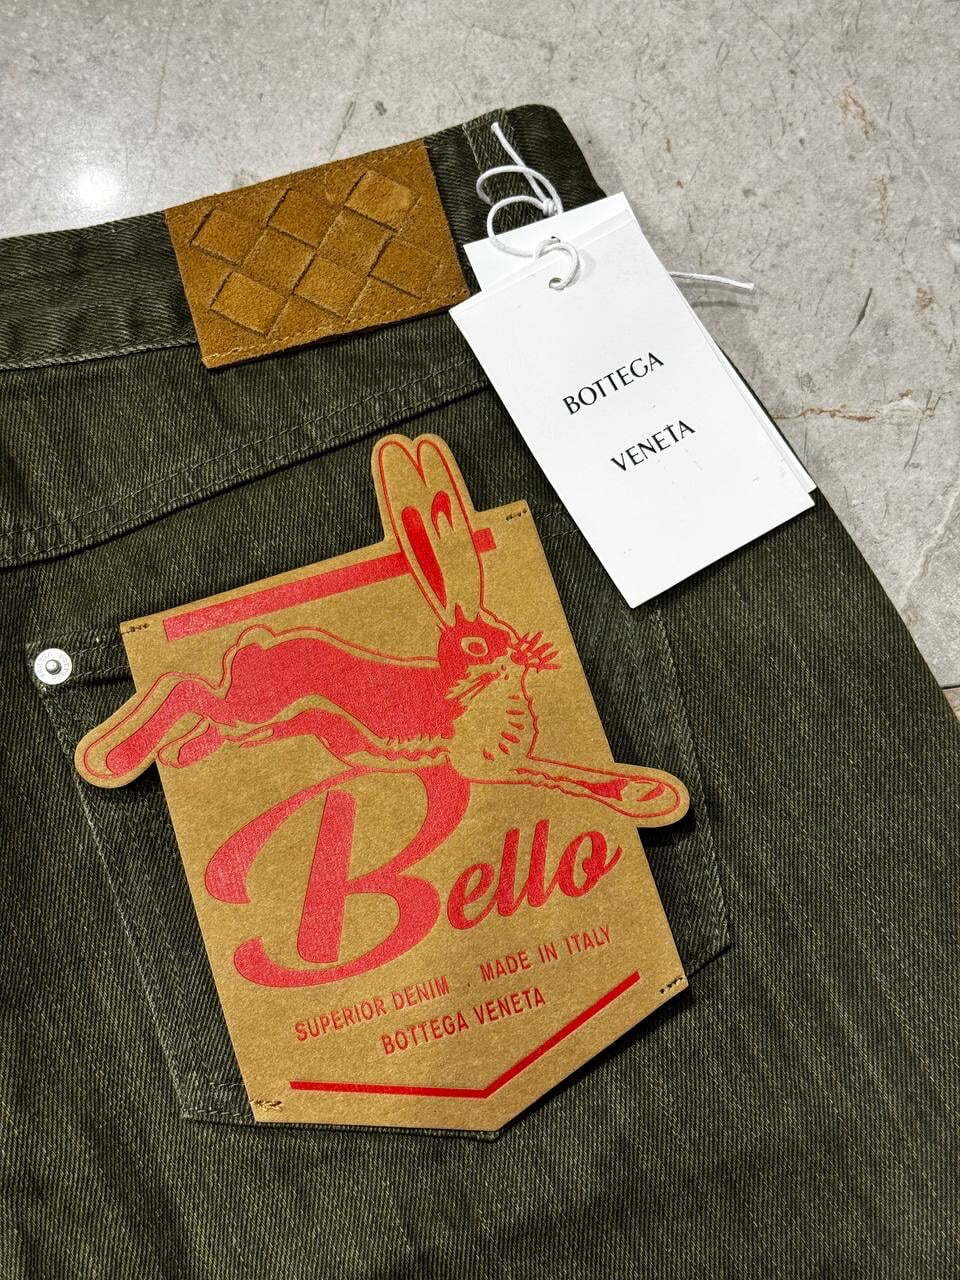 BOTTEGA
VENETA
Bello
SUPERIOR DENIM MADE IN ITALY
BOTTEGA VENETA